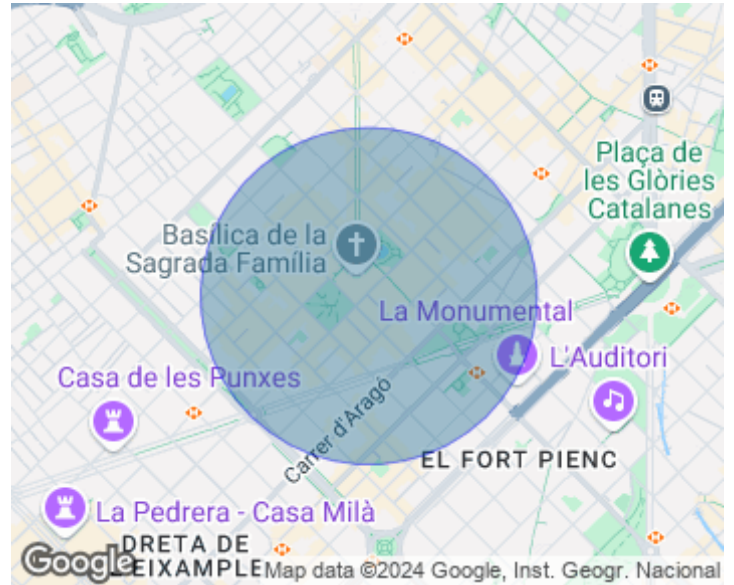 Plaça de
les Glòries
Catalanes
Basílica de la
Sagrada Família
La Monumental
L'Auditori
Casa de les Punxes
Carrer d'Aragó
EL FORT PIENC
La Pedrera - Casa Milà
DRETA DE
L'EIXAMPLE
Google
Map data ©2024 Google, Inst. Geogr. Nacional